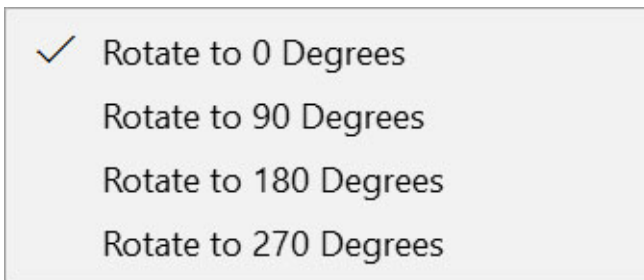 Rotate to 0 Degrees
Rotate to 90 Degrees
Rotate to 180 Degrees
Rotate to 270 Degrees